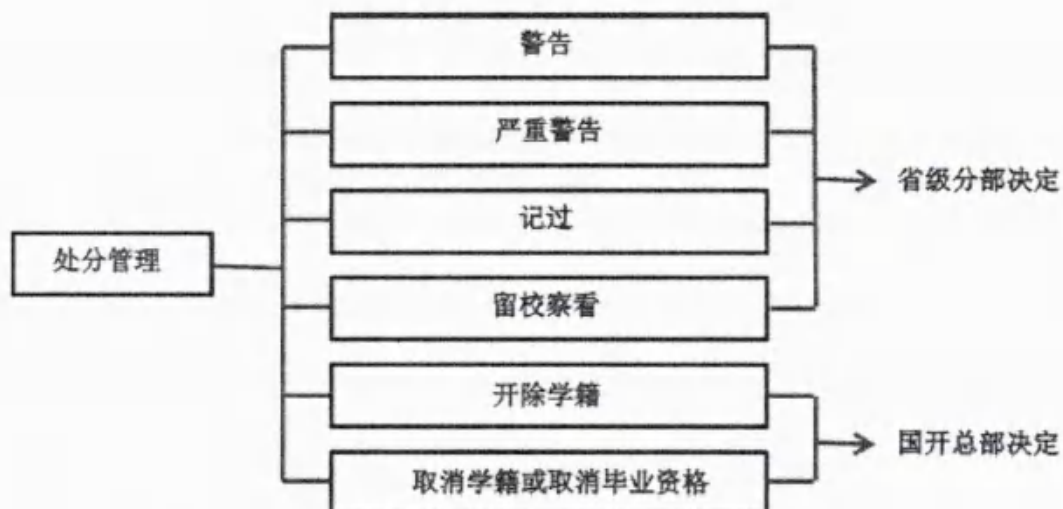 警告
严重警告
省级分部决定
记过
处分管理
留校察看
开除学籍
国开总部决定
取消学籍或取消毕业资格